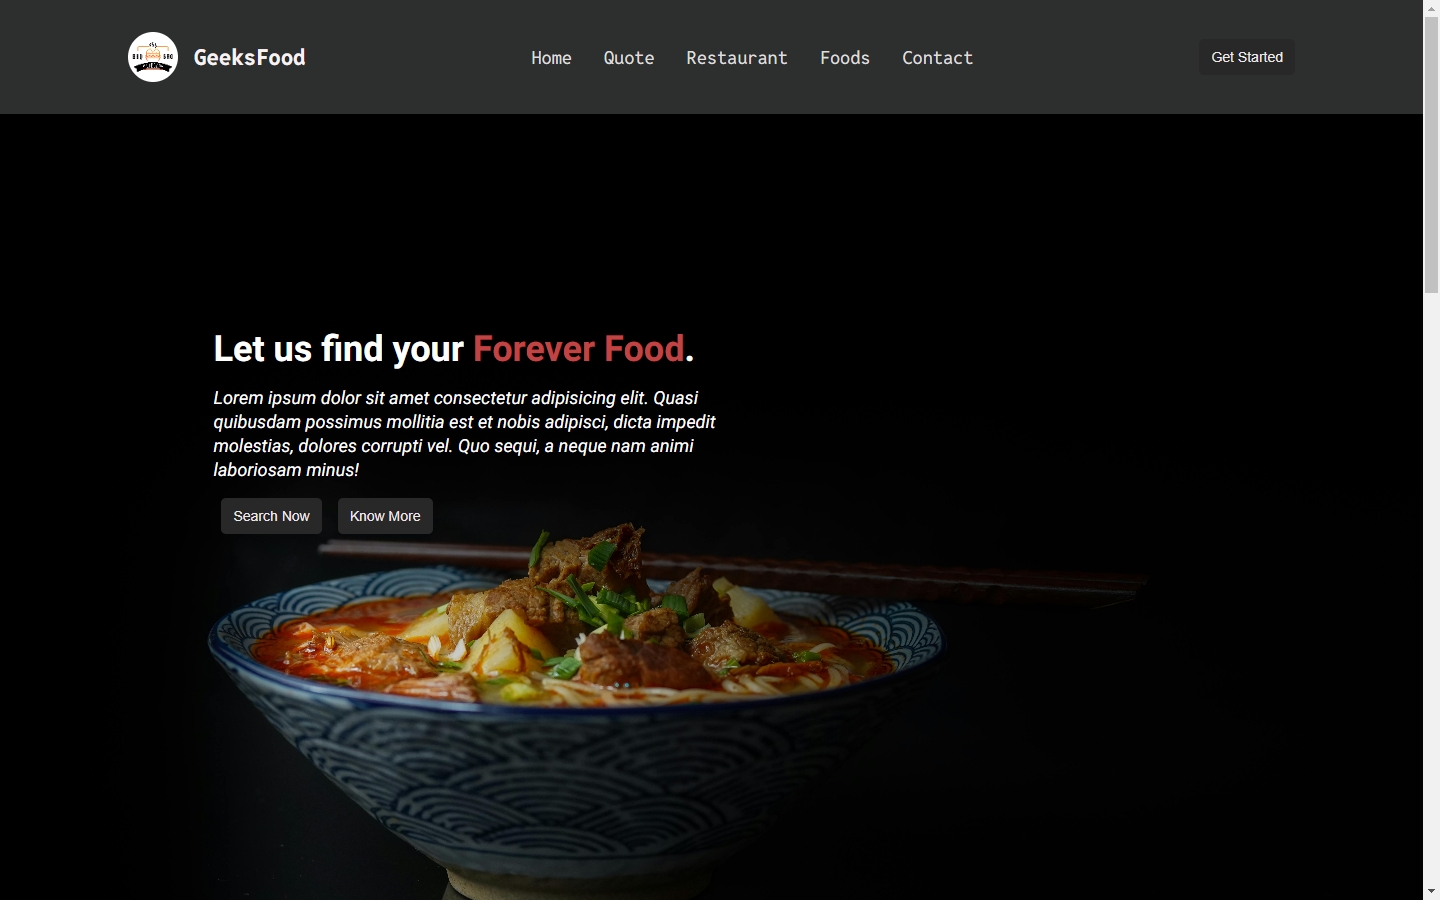 GeeksFood
Home
Quote
Restaurant
Foods
Contact
Get Started
Let us find your Forever Food.
Lorem ipsum dolor sit amet consectetur adipisicing elit. Quasi
quibusdam possimus mollitia est et nobis adipisci, dicta impedit
molestias, dolores corrupti vel. Quo sequi, a neque nam animi
laboriosam minus!
Search Now
Know More